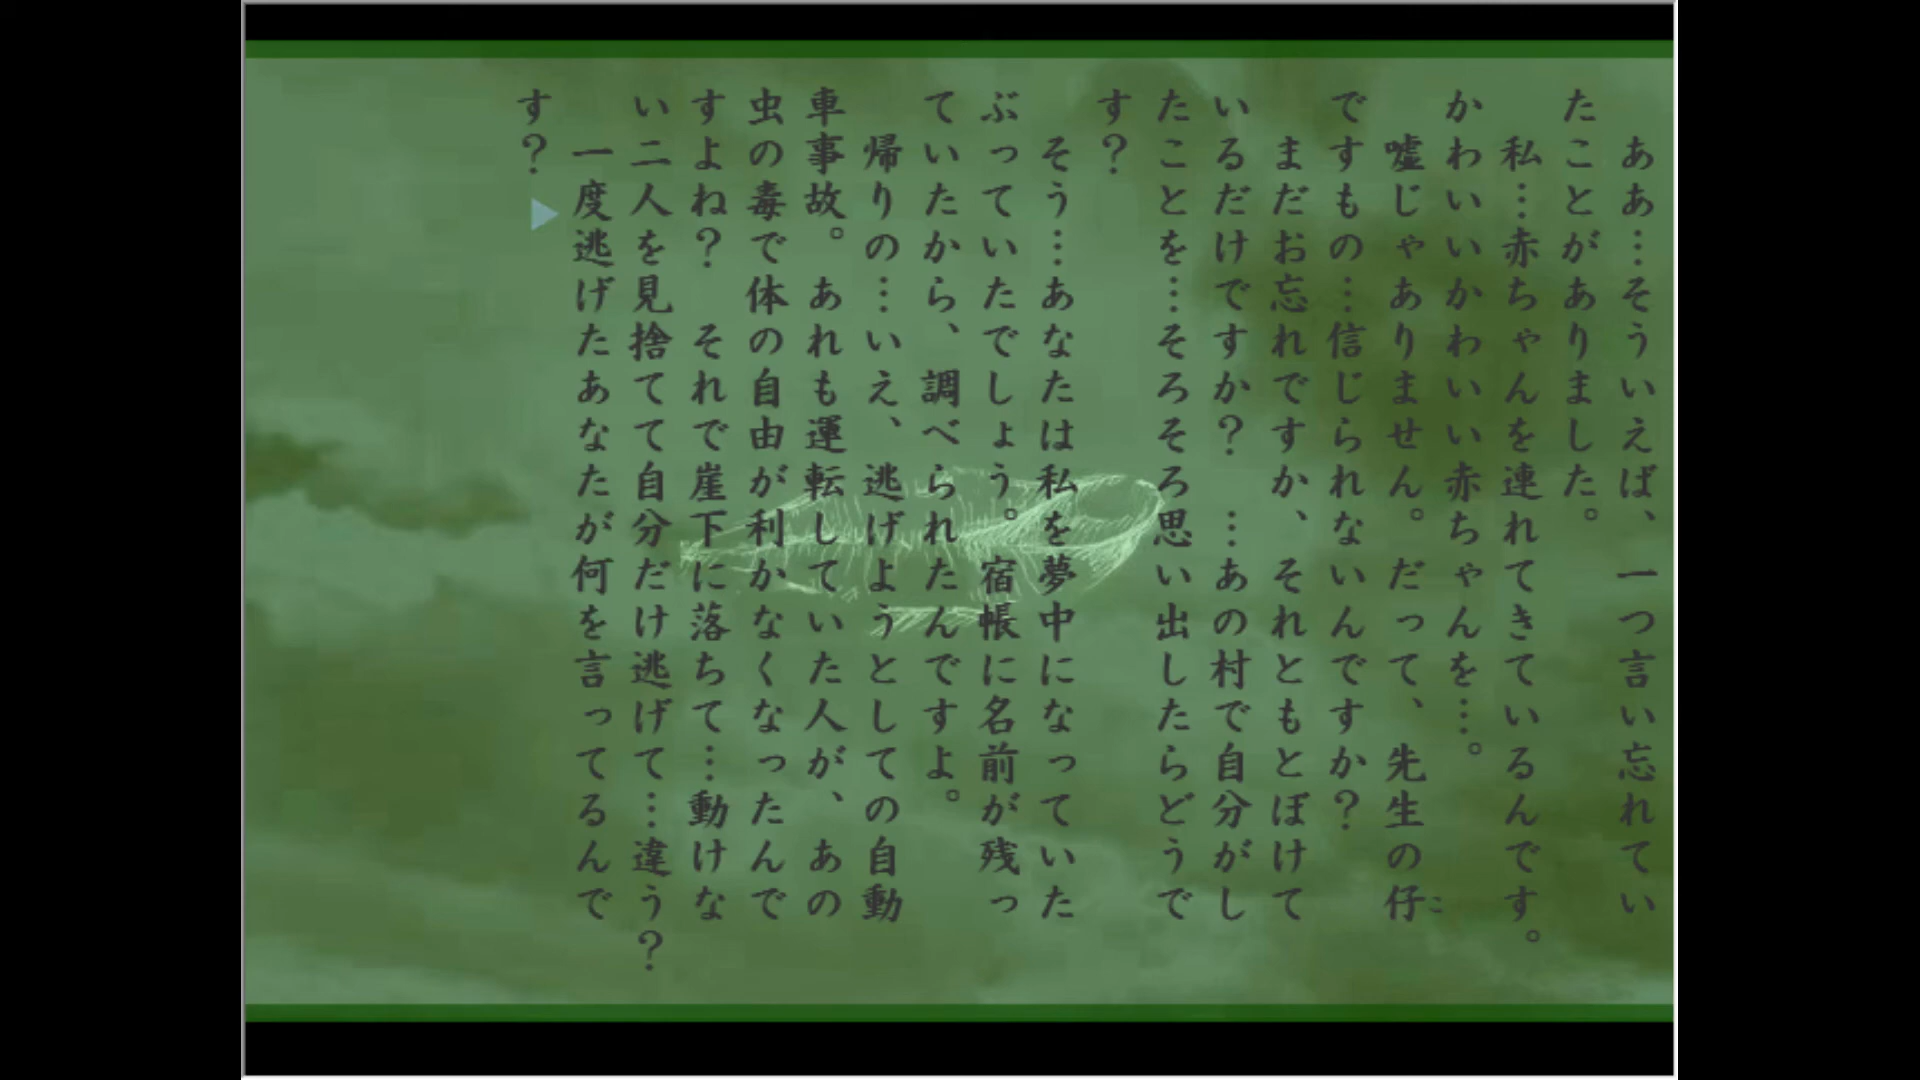 ああ…そういえば、一つ言い忘れてい
たことがありました。
　私…赤ちゃんを連れてきているんです。
かわいいかわいい赤ちゃんを…。
　嘘じゃありません。だって、先生の仔
ですもの…信じられないんですか？
　まだお忘れですか、それともとぼけて
いるだけですか？　…あの村で自分がし
たことを…そろそろ思い出したらどうで
す？
　そう…あなたは私を夢中になっていた
ぶっていたでしょう。宿帳に名前が残っ
ていたから、調べられたんですよ。
　帰りの…いえ、逃げようとしての自動
車事故。あれも運転していた人が、あの
虫の毒で体の自由が利かなくなったんで
すよね？　それで崖下に落ちて…動けな
い二人を見捨てて自分だけ逃げて…違う？
　一度逃げたあなたが何を言ってるんで
す？
こ